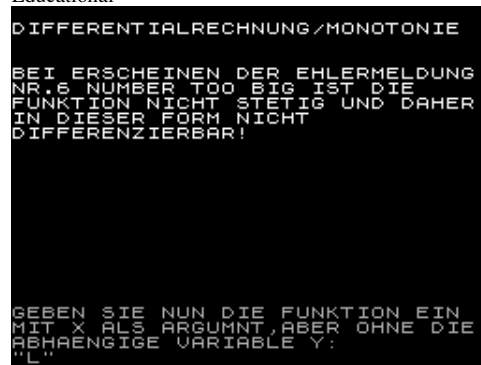 DIFFERENTIALRECHNUNG/MONOTONIE
BEI ERSCHEINEN DER EHLERMELDUNG
NR.6 NUMBER TOO BIG IST DIE
FUNKTION NICHT STETIG UND DAHER
IN DIESER FORM NICHT
DIFFERENZIERBAR!
GEBEN SIE NUN DIE FUNKTION EIN
MIT X ALS ARGUMNT,ABER OHNE DIE
ABHAENGIGE VARIABLE Y:
"L"